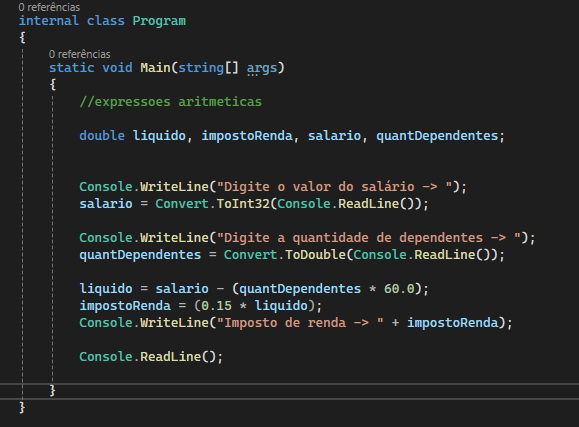 0 referências
internal class Program
{
0 referências
static void Main(string[] args)
{
//expressoes aritmeticas
double liquido, impostoRenda, salario, quantDependentes;
Console.WriteLine("Digite o valor do salário -> ");
salario = Convert.ToInt32(Console.ReadLine());
Console.WriteLine("Digite a quantidade de dependentes -> ");
quantDependentes = Convert.ToDouble(Console.ReadLine());
liquido = salario - (quantDependentes * 60.0);
impostoRenda = (0.15 * liquido);
Console.WriteLine("Imposto de renda -> " + impostoRenda);
Console.ReadLine();
}
}